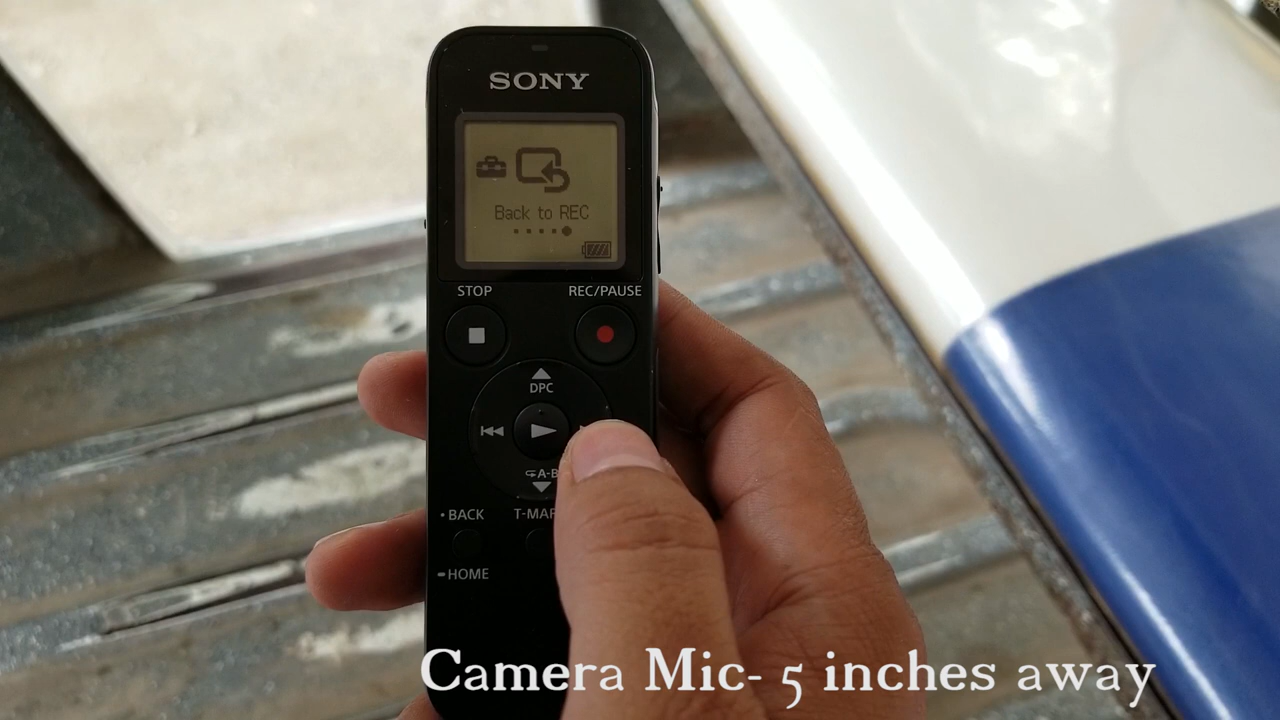 SONY
Back to REC
STOP REC/PAUSE
DPC
A-B
BACK
HOME
Camera Mic- 5 inches away